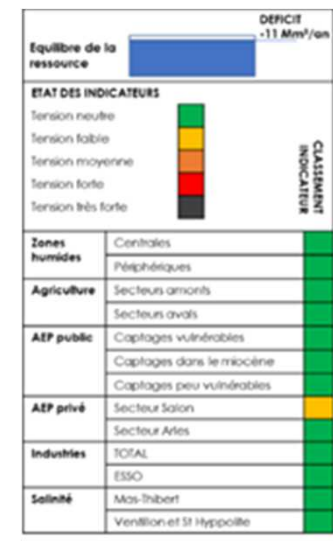 DEFICIT
-11 Mm³/an
Equilibre de la
ressource
ETAT DES INDICATEURS
Tension neutre
Tension faible
Tension moyenne
Tension forte
Tension très forte
CLASSEMENT
INDICATEUR
Zones humides
Centrales
Périphériques
Agriculture
Secteurs amonts
Secteurs avals
AEP public
Captages vulnérables
Captages dans le miocène
Captages peu vulnérables
AEP privé
Secteur Salon
Secteur Arles
Industries
TOTAL
ESSO
Salinité
Mas-Thibert
Ventillon et St Hyppolite